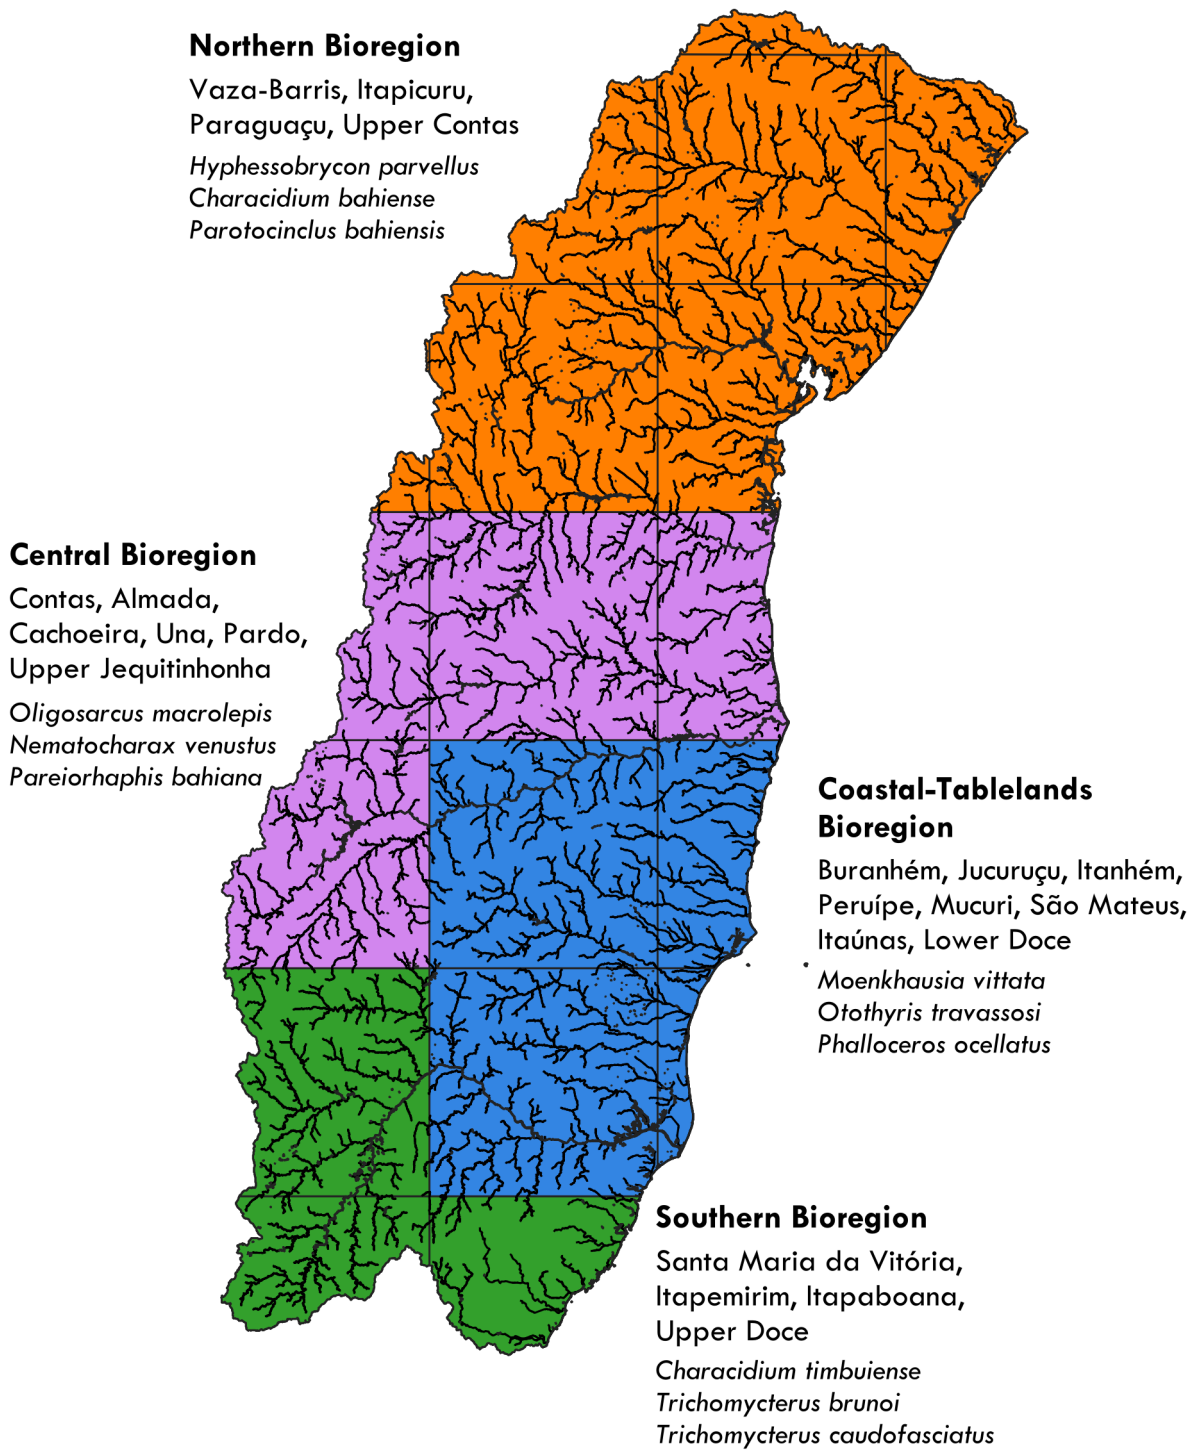 Northern Bioregion
Vaza-Barris, Itapicuru,
Paraguaçu, Upper Contas
Hyphessobrycon parvellus
Characidium bahiense
Parotocinclus bahiensis
Central Bioregion
Contas, Almada,
Cachoeira, Una, Pardo,
Upper Jequitinhonha
Oligosarcus macrolepis
Nematocharax venustus
Pareiorhaphis bahiana
Coastal-Tablelands
Bioregion
Buranhém, Jucuruçu, Itanhém,
Peruípe, Mucuri, São Mateus,
Itaúnas, Lower Doce
Moenkhausia vittata
Otothyris travassosi
Phalloceros ocellatus
Southern Bioregion
Santa Maria da Vitória,
Itapemirim, Itapaboana,
Upper Doce
Characidium timbuiense
Trichomycterus brunoi
Trichomycterus caudofasciatus